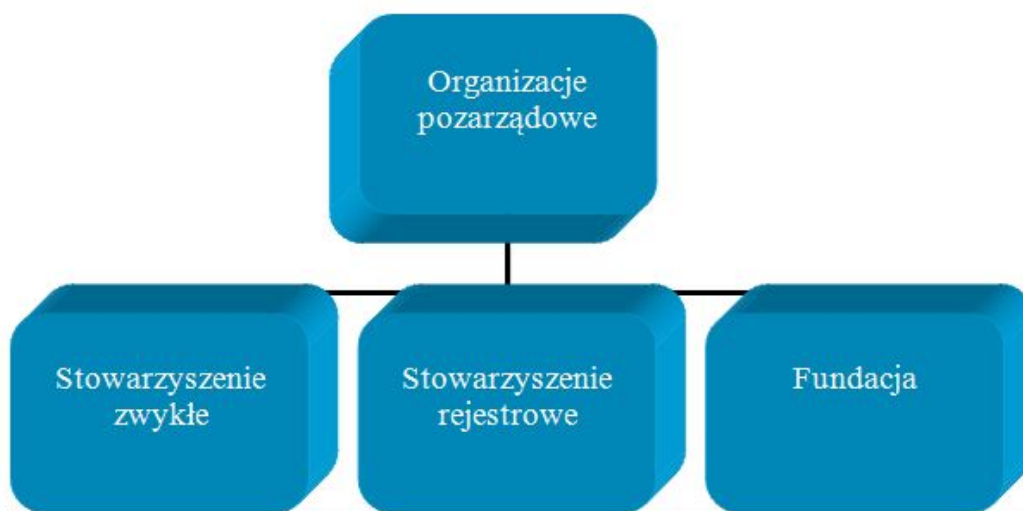 Organizacje
pozarządowe
Stowarzyszenie
zwykłe
Stowarzyszenie
rejestrowe
Fundacja